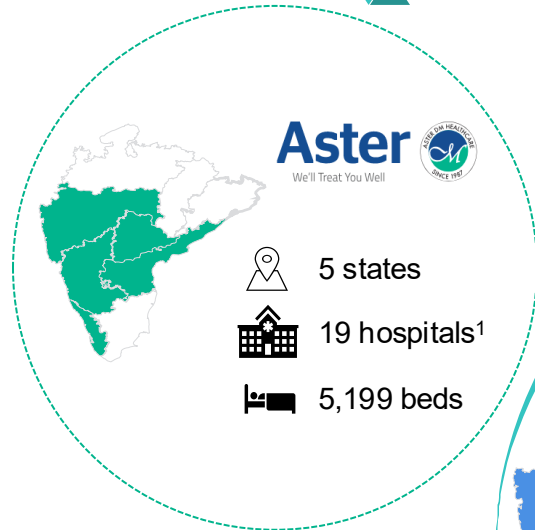 Aster
We'll Treat You Well
ASTER DM HEALTHCARE
SINCE 1987
5 states
19 hospitals¹
5,199 beds